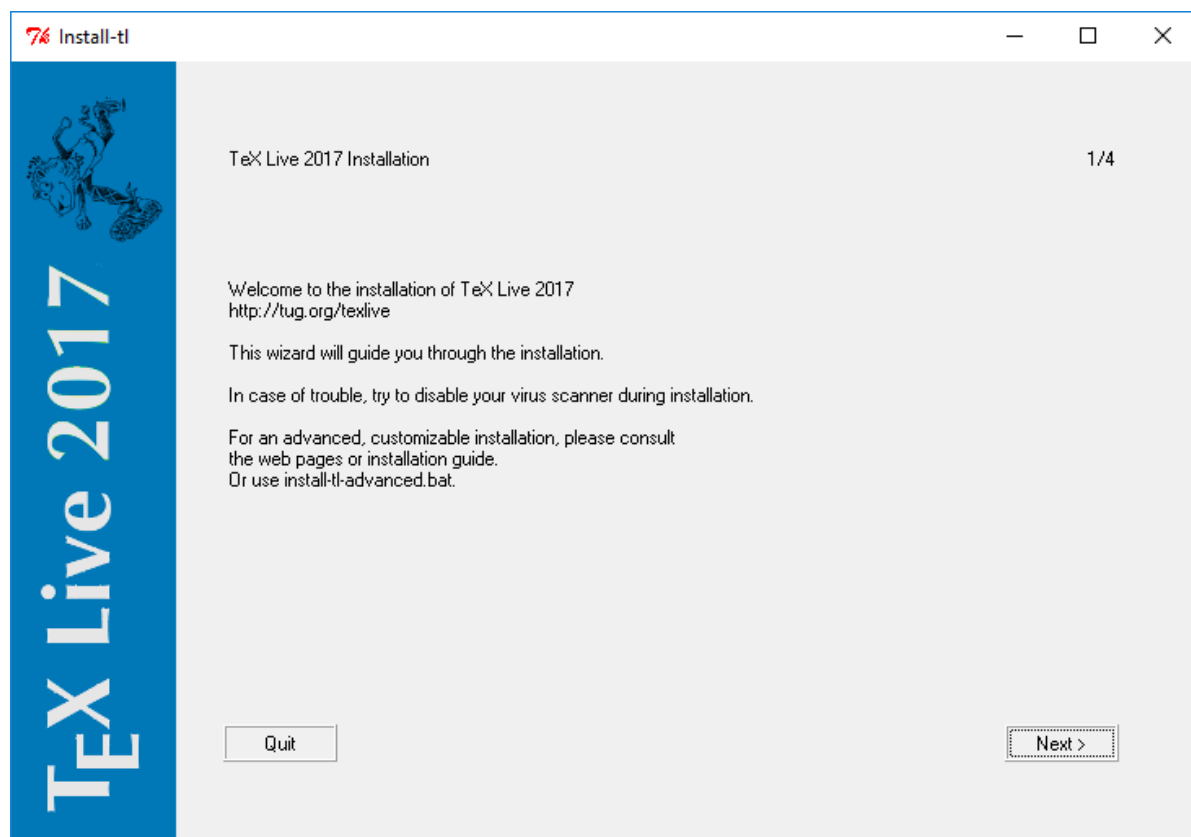 Install-tl
TeX Live 2017
TeX Live 2017 Installation
1/4
Welcome to the installation of TeX Live 2017
http://tug.org/texlive
This wizard will guide you through the installation.
In case of trouble, try to disable your virus scanner during installation.
For an advanced, customizable installation, please consult
the web pages or installation guide.
Or use install-tl-advanced.bat.
Quit
Next >